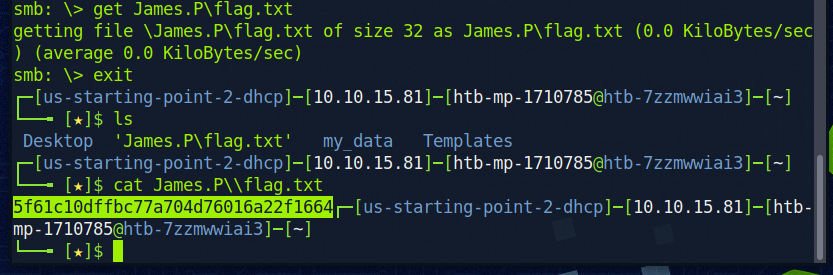 smb: \> get James.P\flag.txt
getting file \James.P\flag.txt of size 32 as James.P\flag.txt (0.0 KiloBytes/sec
) (average 0.0 KiloBytes/sec)
smb: \> exit
┌─[us-starting-point-2-dhcp]─[10.10.15.81]─[htb-mp-1710785@htb-7zzmwwiai3]─[~]
└──╼ [★]$ ls
 Desktop  'James.P\flag.txt'   my_data   Templates
┌─[us-starting-point-2-dhcp]─[10.10.15.81]─[htb-mp-1710785@htb-7zzmwwiai3]─[~]
└──╼ [★]$ cat James.P\\flag.txt
5f61c10dffbc77a704d76016a22f1664┌─[us-starting-point-2-dhcp]─[10.10.15.81]─[htb-
mp-1710785@htb-7zzmwwiai3]─[~]
└──╼ [★]$